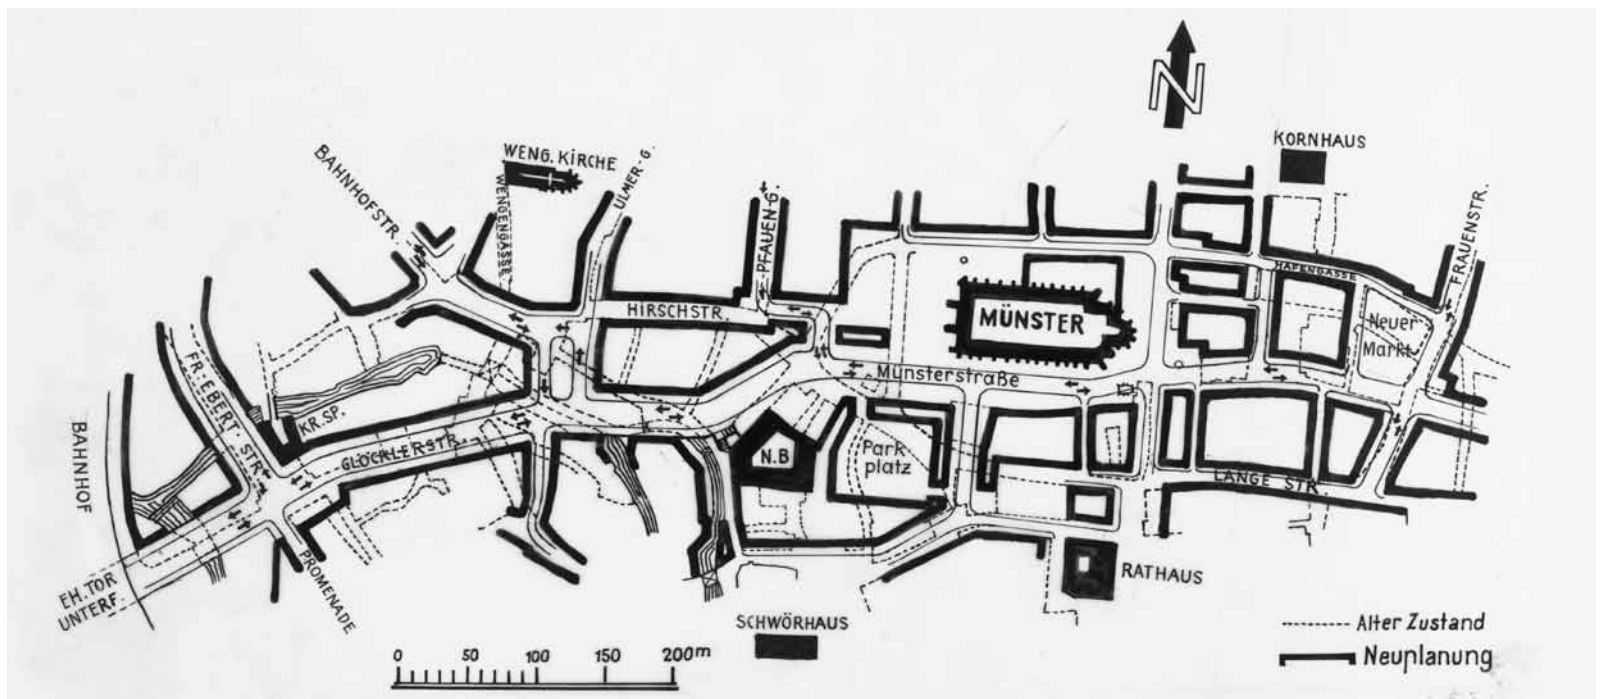 N
KORNHAUS
WENG. KIRCHE
BAHNHOFSTR.
WENGENGASSE
ULMER-G.
PFAUEN-G.
FRAUENSTR.
HAFENGASSE
HIRSCHSTR.
MÜNSTER
Neuer
Markt
Münsterstraße
FR.-EBERT-STR.
KR.SP.
BAHNHOF
GLÖCKLERSTR.
N.B
Park
platz
LANGE STR.
EH.TOR
UNTERF.
PROMENADE
RATHAUS
SCHWÖRHAUS
0 50 100 150 200m
Alter Zustand
Neuplanung